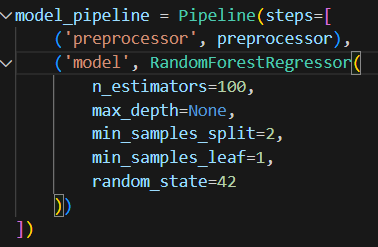 model_pipeline = Pipeline(steps=[
    ('preprocessor', preprocessor),
    ('model', RandomForestRegressor(
        n_estimators=100,
        max_depth=None,
        min_samples_split=2,
        min_samples_leaf=1,
        random_state=42
    ))
])